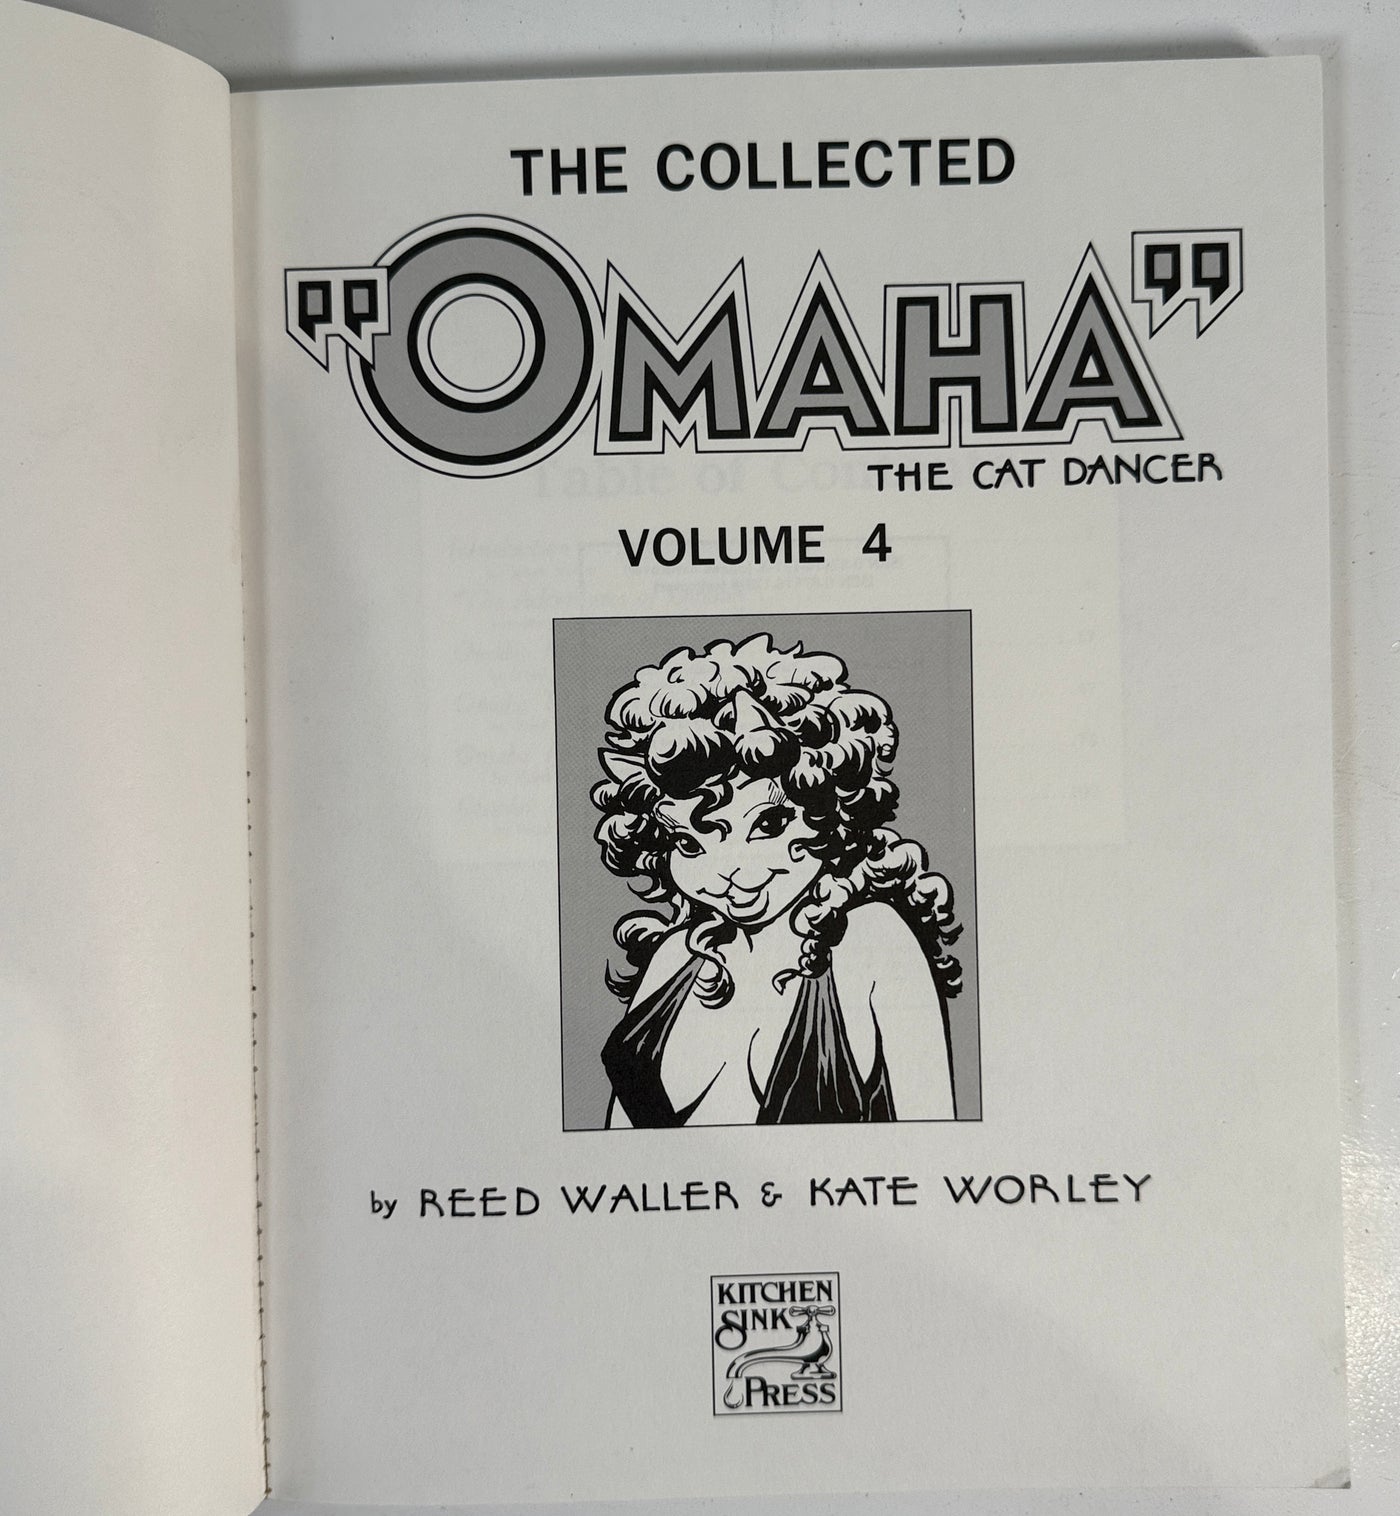 THE COLLECTED
"OMAHA"
THE CAT DANCER
VOLUME 4
by REED WALLER & KATE WORLEY
KITCHEN
SINK
PRESS